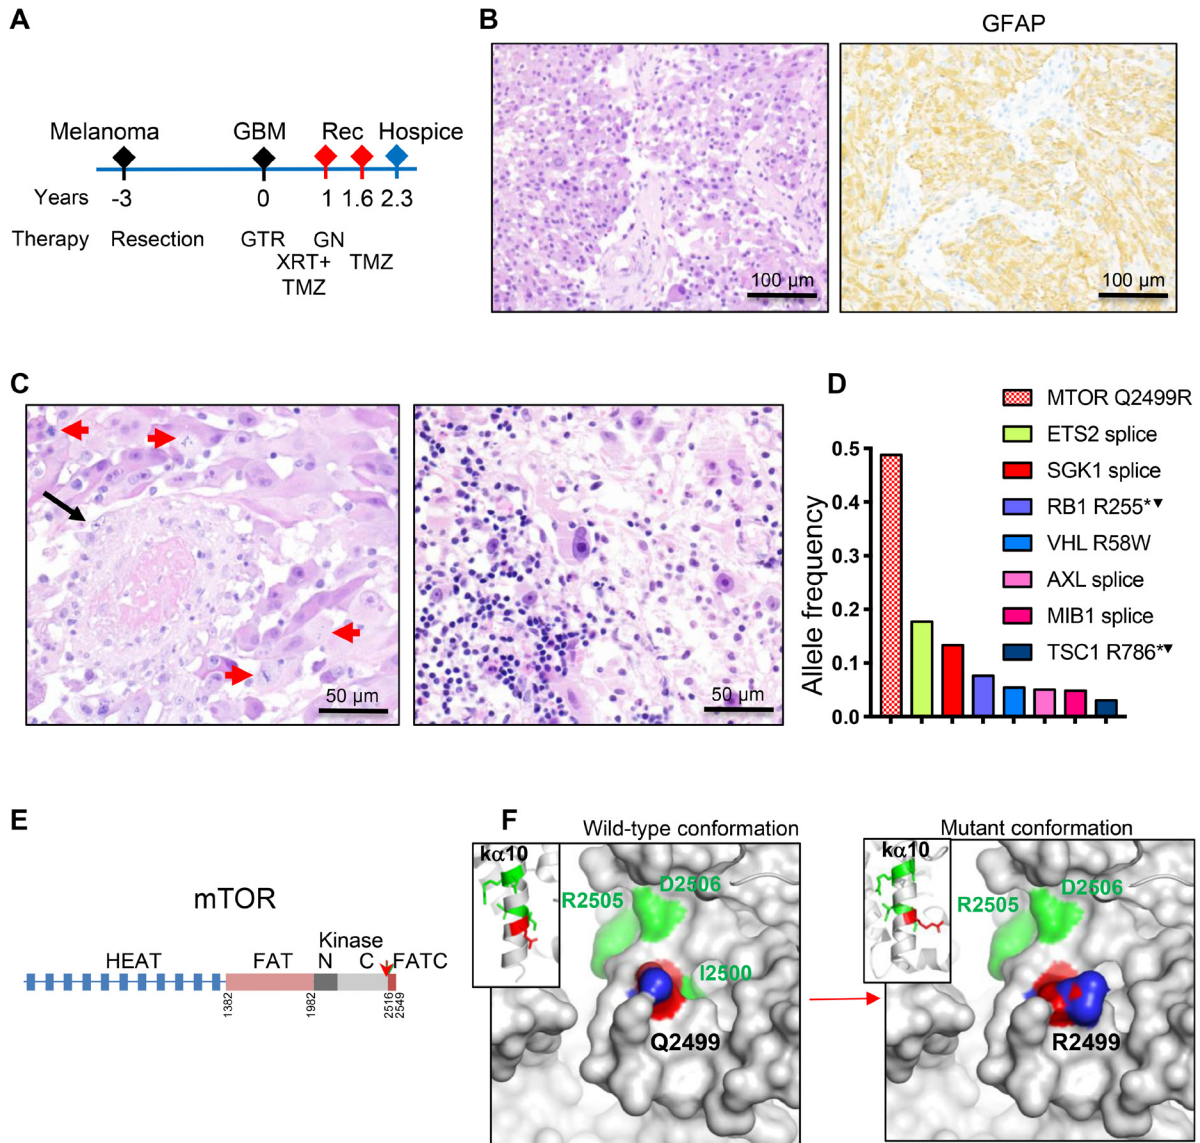 A
Melanoma GBM Rec Hospice
Years -3 0 1 1.6 2.3
Therapy Resection GTR GN
XRT+ TMZ
TMZ
B
GFAP
100 µm
100 µm
C
50 µm
50 µm
D
MTOR Q2499R
ETS2 splice
SGK1 splice
RB1 R255*▼
VHL R58W
AXL splice
MIB1 splice
TSC1 R786*▼
Allele frequency
0.5
0.4
0.3
0.2
0.1
0.0
E
mTOR
Kinase
HEAT FAT N C FATC
1382
1982
2516
2549
F
Wild-type conformation
kα10
D2506
R2505
I2500
Q2499
Mutant conformation
kα10
D2506
R2505
R2499